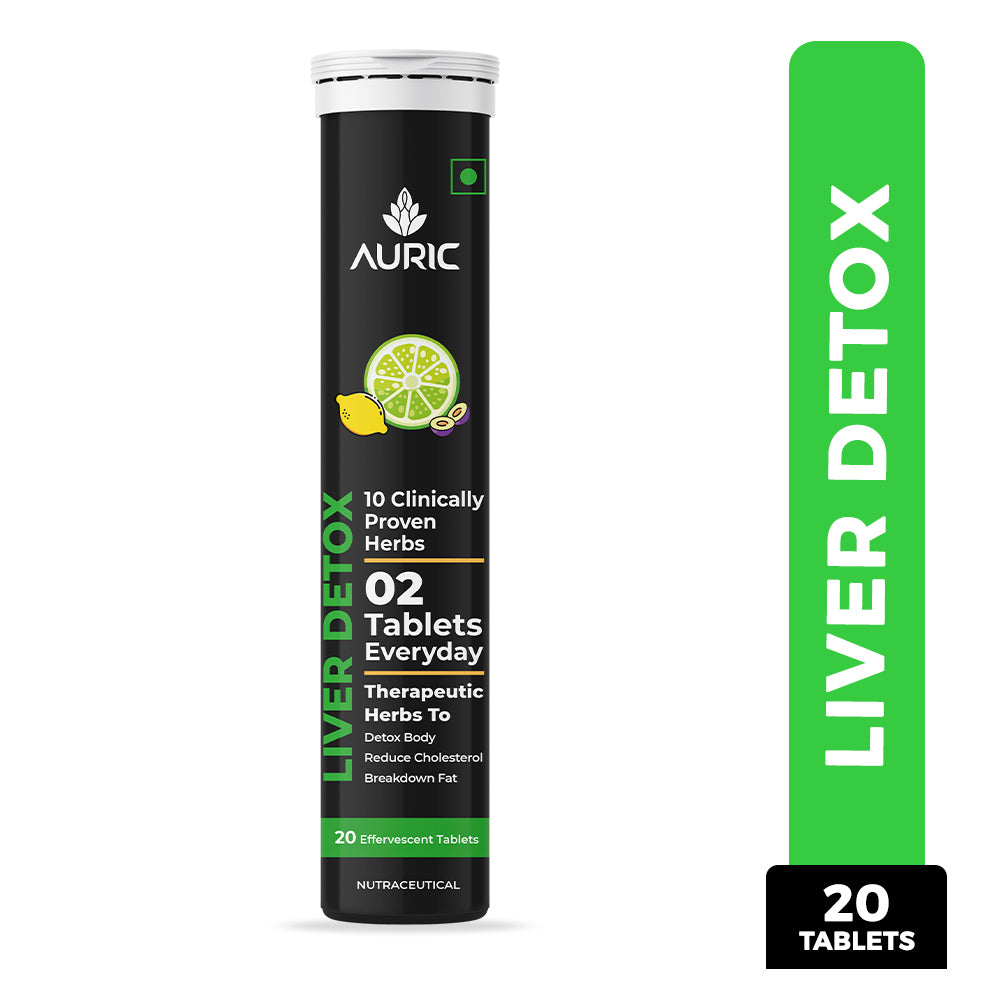 AURIC
LIVER DETOX
10 Clinically
Proven
Herbs
02
Tablets
Everyday
Therapeutic
Herbs To
Detox Body
Reduce Cholesterol
Breakdown Fat
20 Effervescent Tablets
NUTRACEUTICAL
LIVER DETOX
20
TABLETS